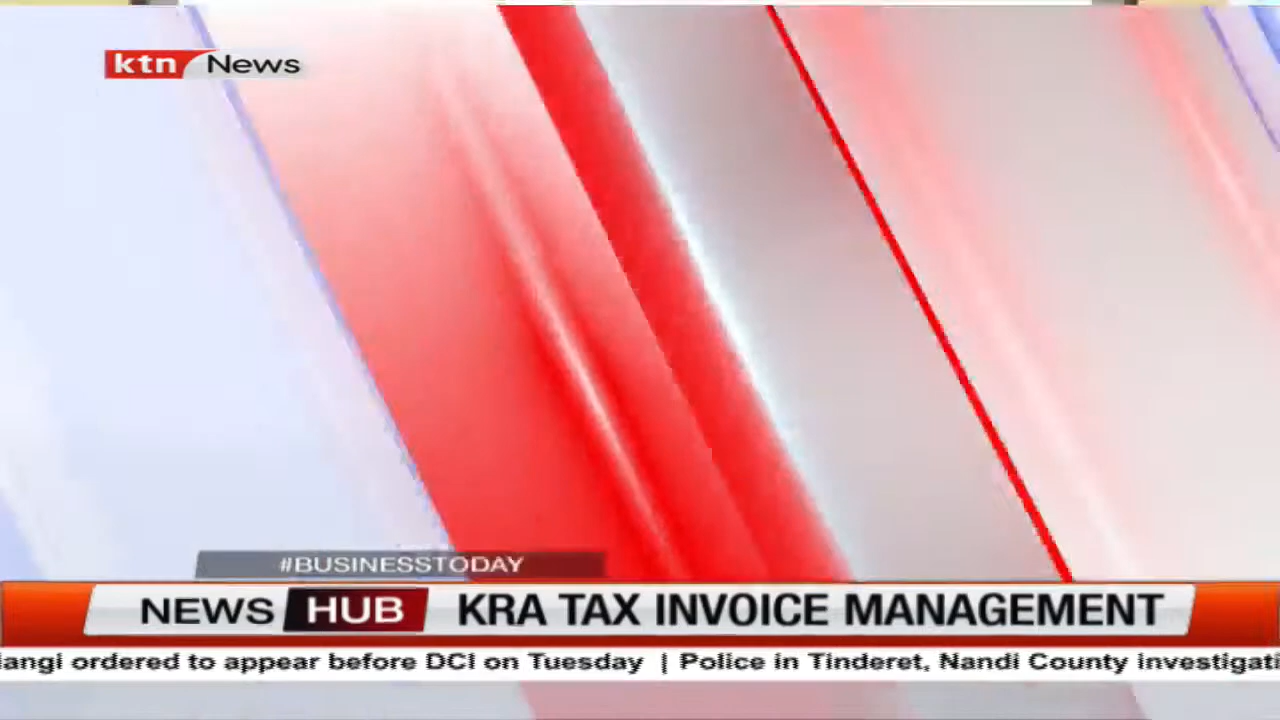 ktn News
#BUSINESSTODAY
NEWS HUB KRA TAX INVOICE MANAGEMENT
ordered to appear before DCI on Tuesday | Police in Tinderet, Nandi County